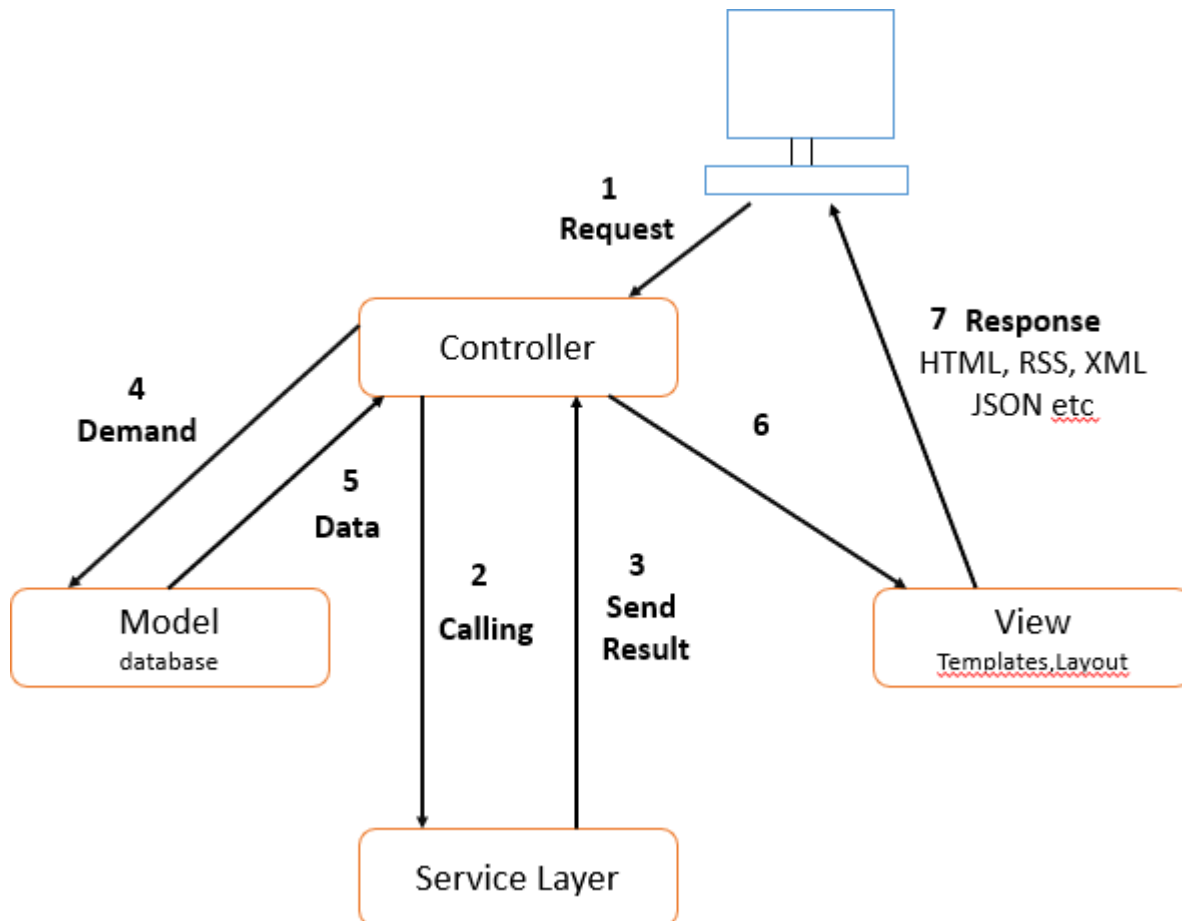 1
Request
Controller
7 Response
HTML, RSS, XML
JSON etc
4
Demand
6
5
Data
2
Calling
3
Send
Result
Model
database
View
Templates,Layout
Service Layer